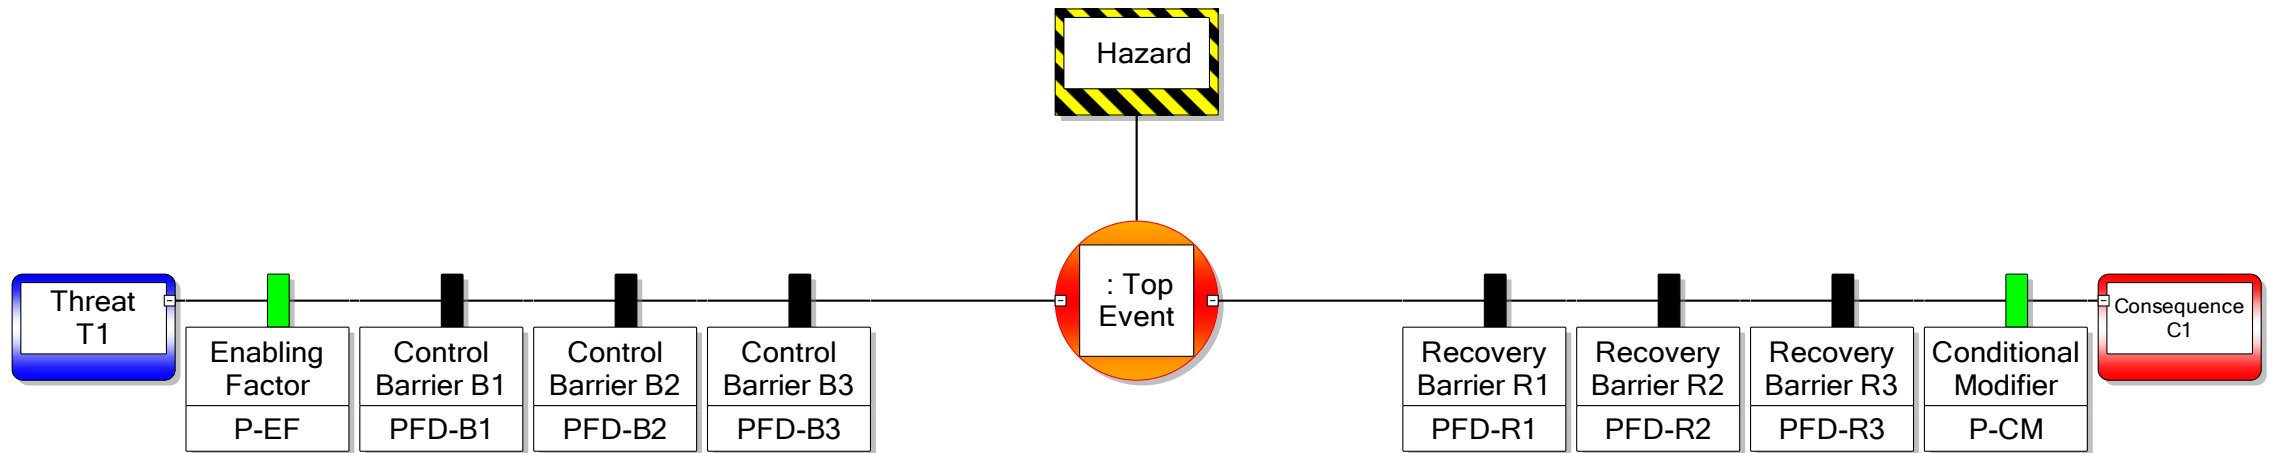 Hazard
: Top
Event
Threat
T1
Enabling
Factor
P-EF
Control
Barrier B1
PFD-B1
Control
Barrier B2
PFD-B2
Control
Barrier B3
PFD-B3
Recovery
Barrier R1
PFD-R1
Recovery
Barrier R2
PFD-R2
Recovery
Barrier R3
PFD-R3
Conditional
Modifier
P-CM
Consequence
C1